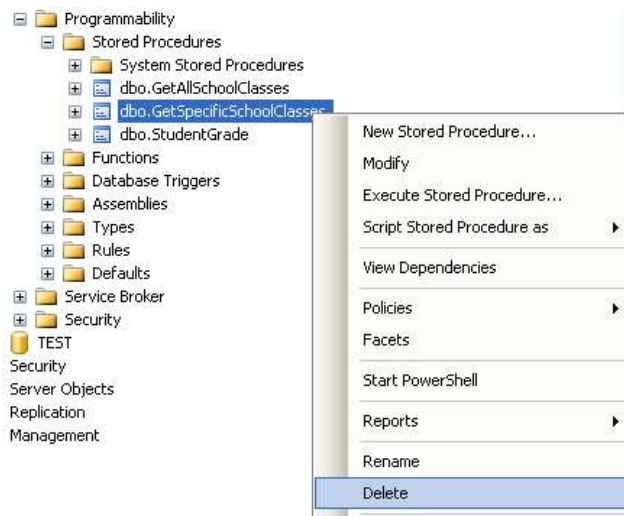 Programmability
Stored Procedures
System Stored Procedures
dbo.GetAllSchoolClasses
dbo.GetSpecificSchoolClasses
dbo.StudentGrade
Functions
Database Triggers
Assemblies
Types
Rules
Defaults
Service Broker
Security
TEST
Security
Server Objects
Replication
Management
New Stored Procedure...
Modify
Execute Stored Procedure...
Script Stored Procedure as
View Dependencies
Policies
Facets
Start PowerShell
Reports
Rename
Delete